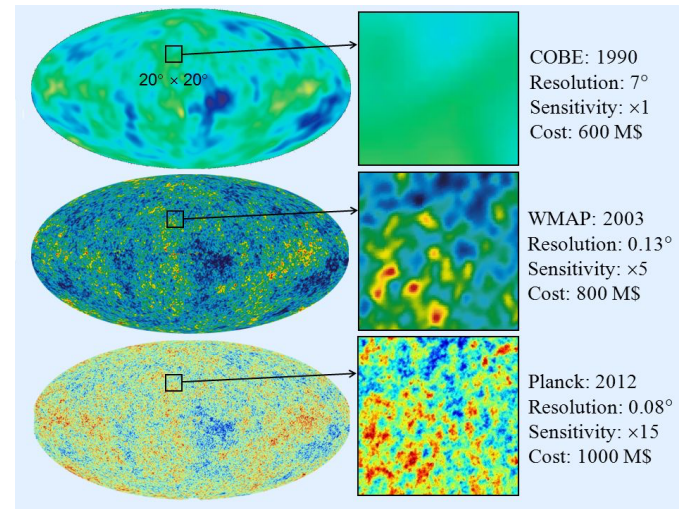 20° × 20°
COBE: 1990
Resolution: 7°
Sensitivity: ×1
Cost: 600 M$
WMAP: 2003
Resolution: 0.13°
Sensitivity: ×5
Cost: 800 M$
Planck: 2012
Resolution: 0.08°
Sensitivity: ×15
Cost: 1000 M$